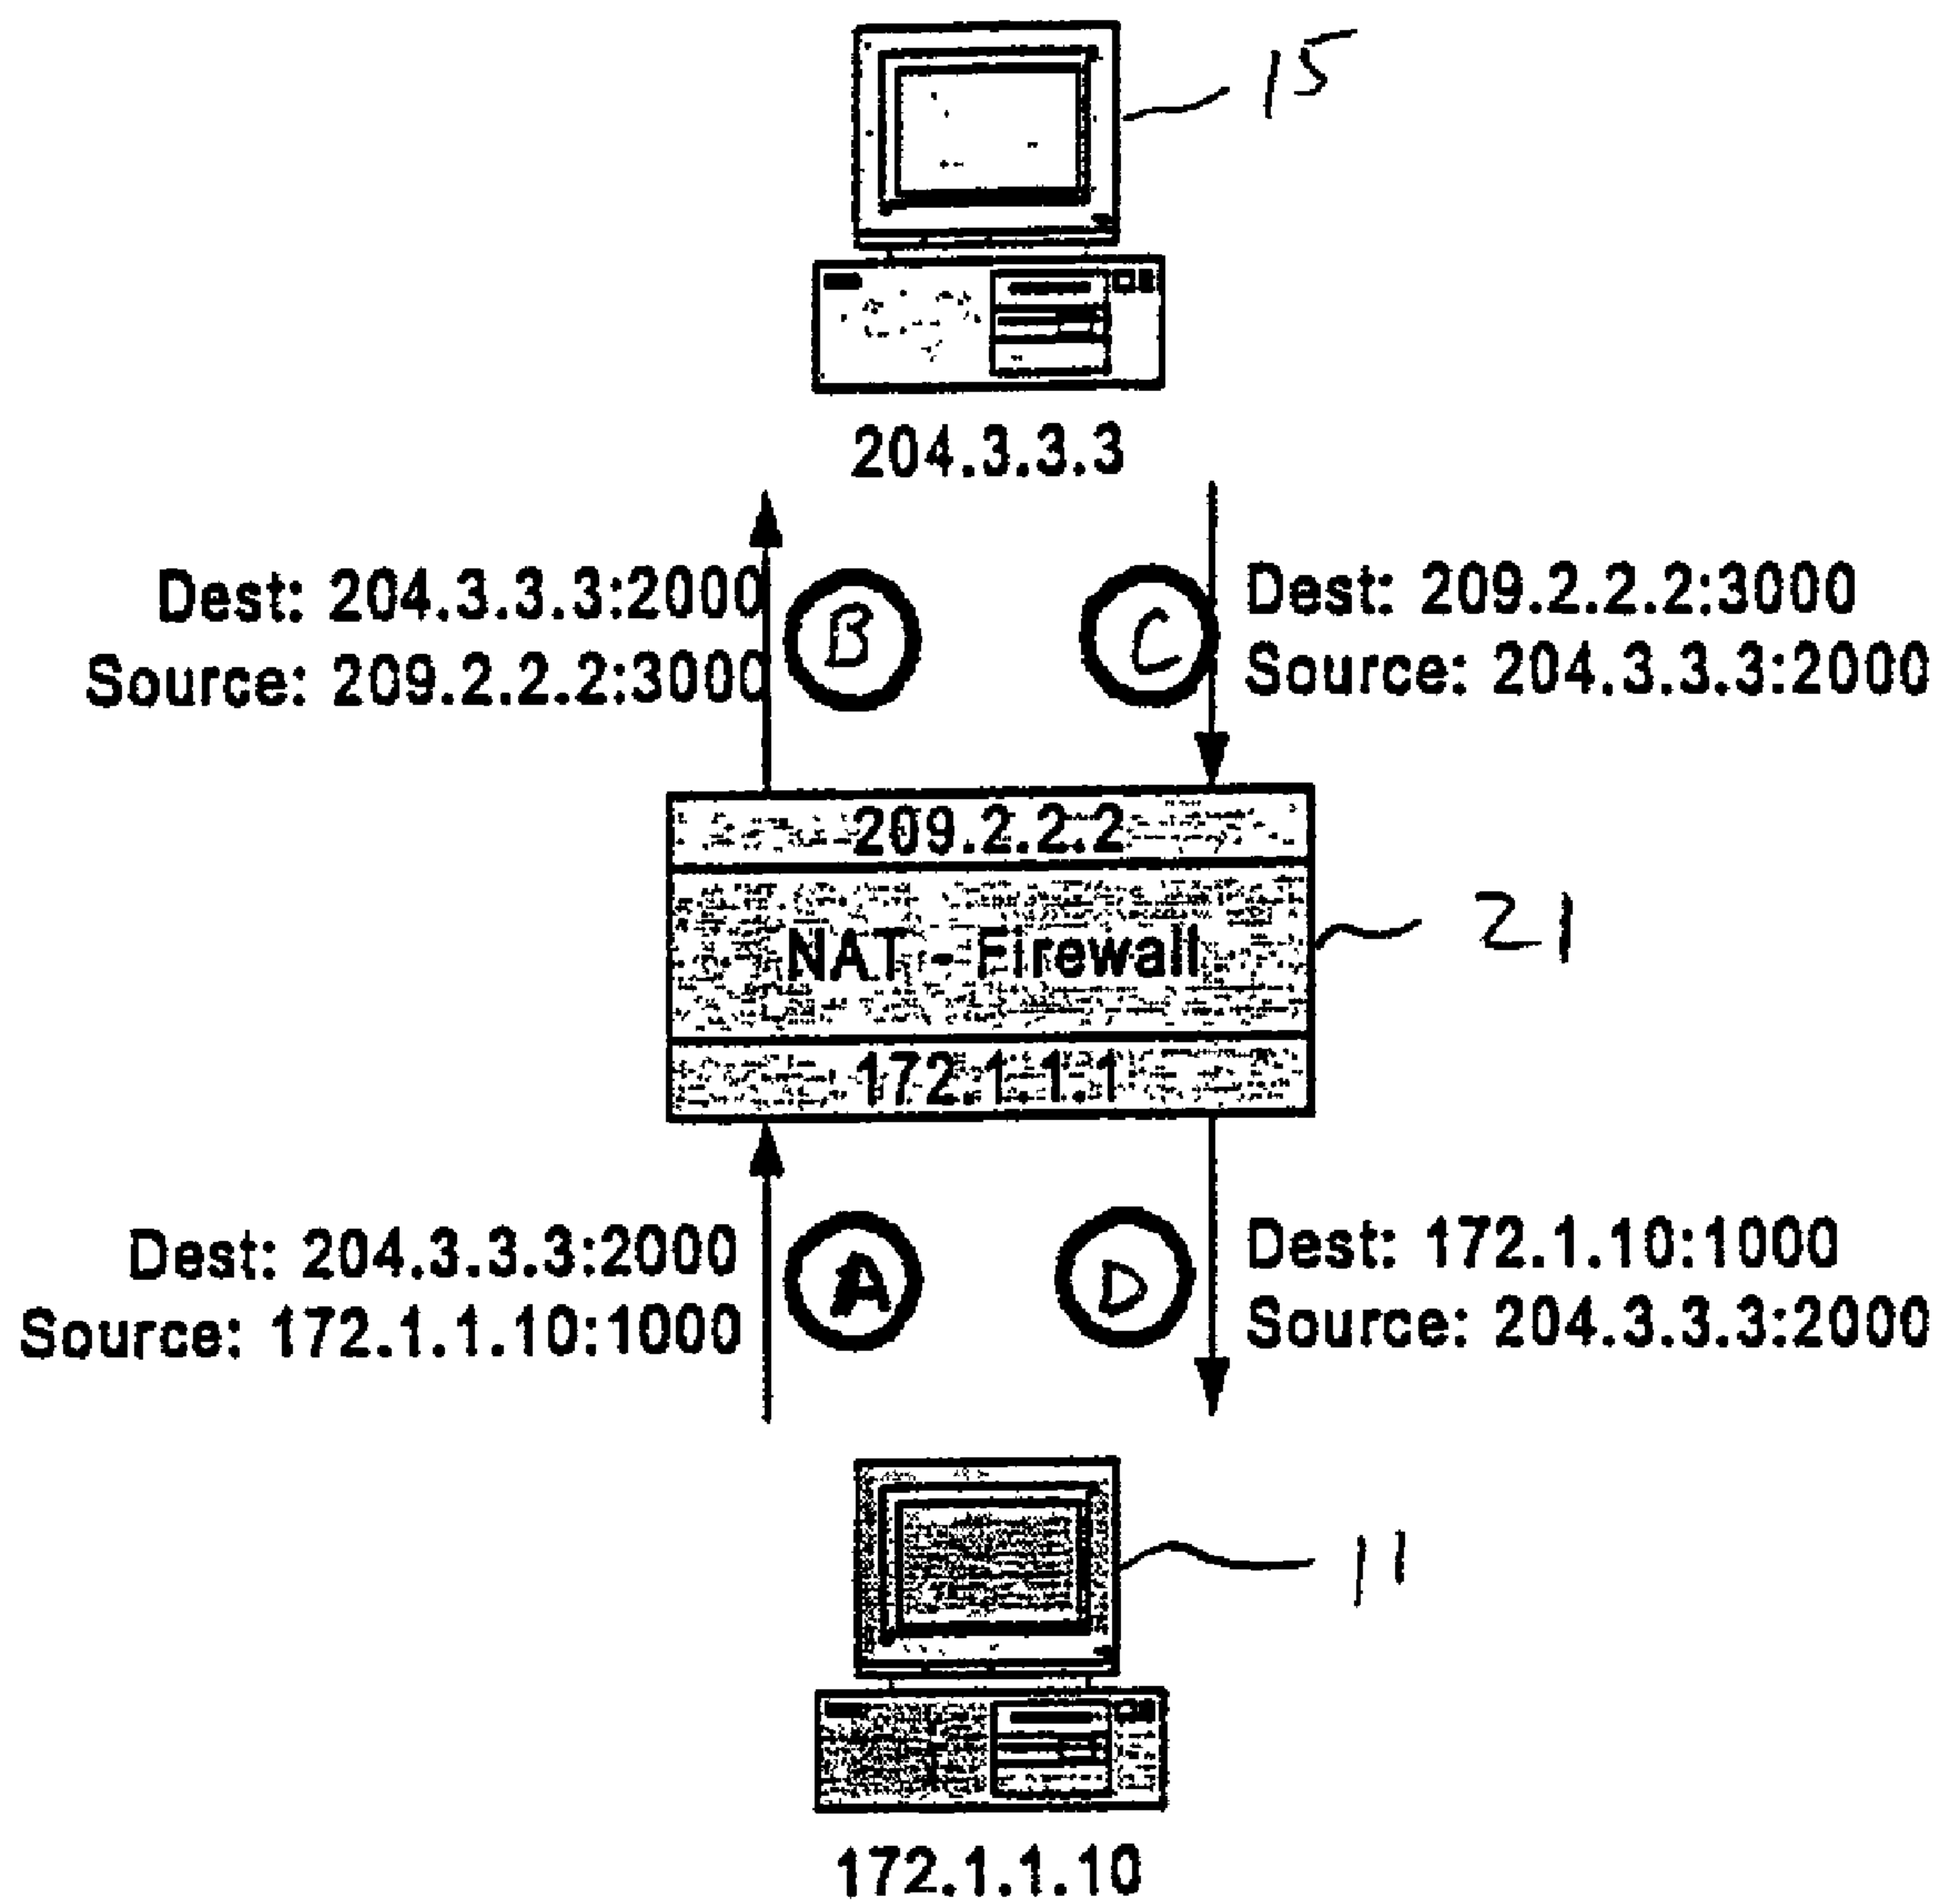 15
204.3.3.3
Dest: 204.3.3.3:2000
Source: 209.2.2.2:3000
B
C
Dest: 209.2.2.2:3000
Source: 204.3.3.3:2000
209.2.2.2
NAT - Firewall
21
172.1.1.1
Dest: 204.3.3.3:2000
Source: 172.1.1.10:1000
A
D
Dest: 172.1.10:1000
Source: 204.3.3.3:2000
11
172.1.1.10